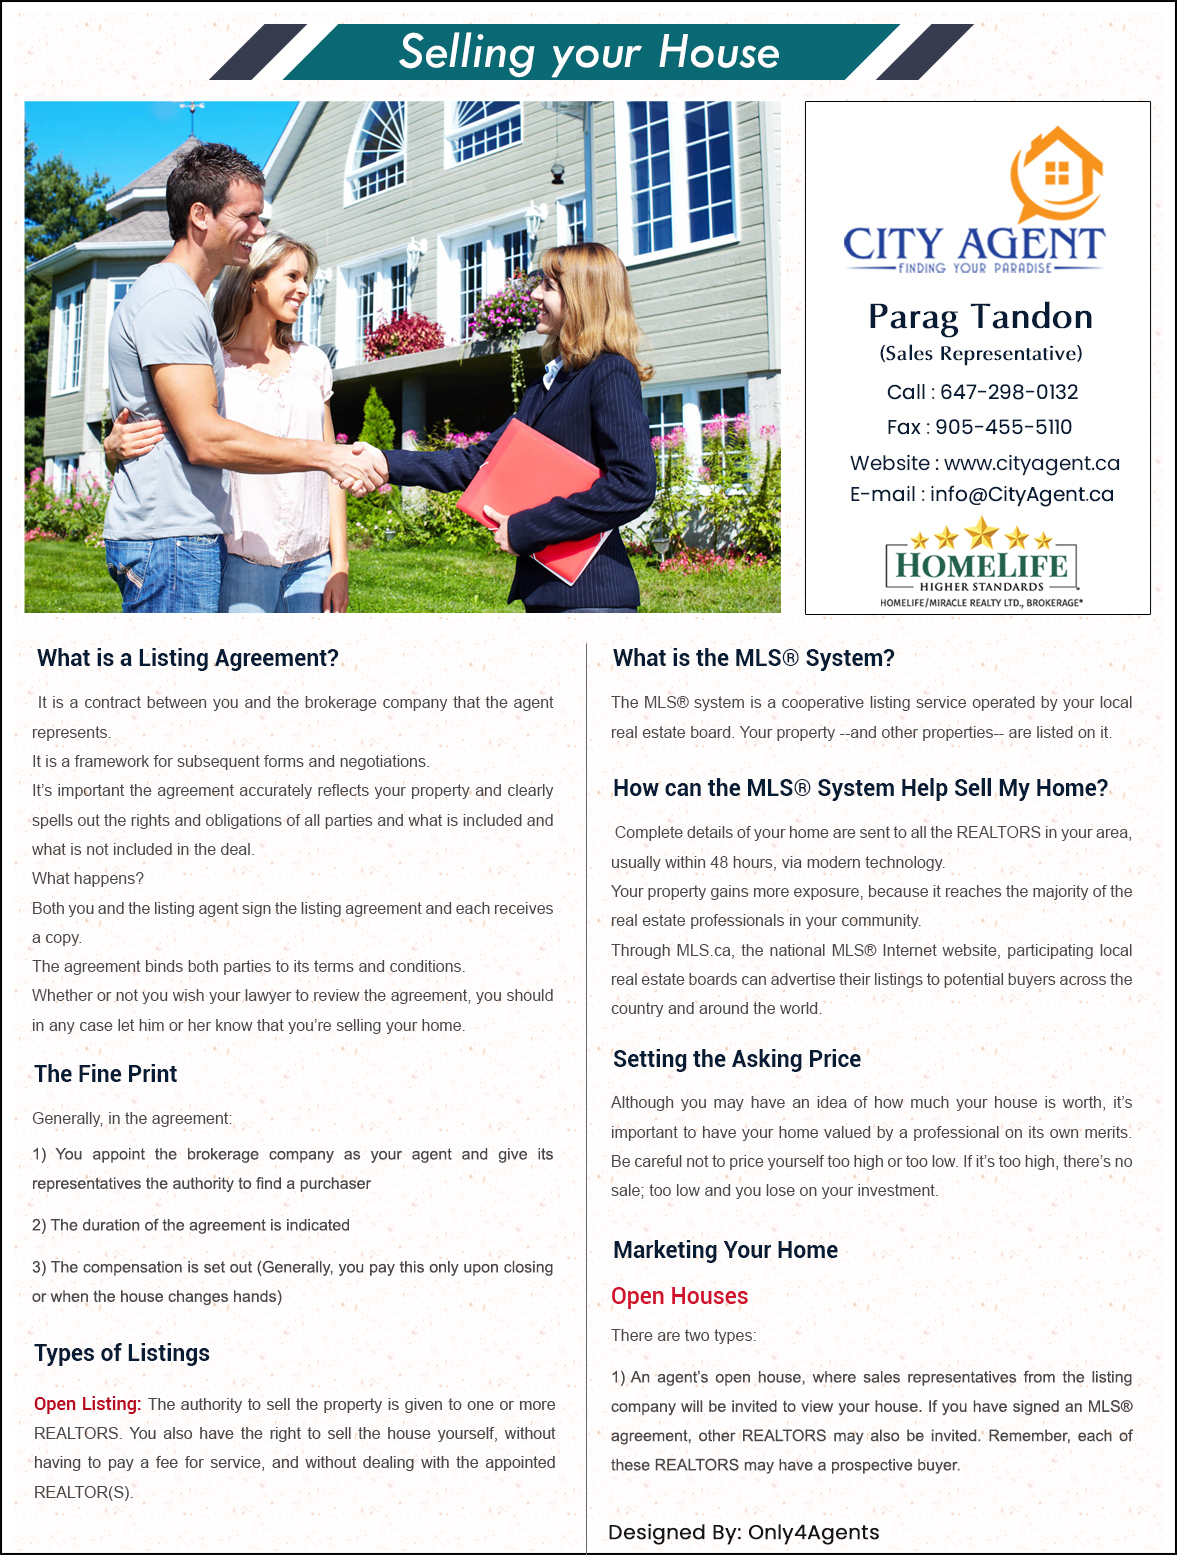 Selling your House
CITY AGENT
FINDING YOUR PARADISE
Parag Tandon
(Sales Representative)
Call : 647-298-0132
Fax : 905-455-5110
Website : www.cityagent.ca
E-mail : info@CityAgent.ca
HOMELIFE
HIGHER STANDARDS
HOMELIFE/MIRACLE REALTY LTD., BROKERAGE*
What is a Listing Agreement?
It is a contract between you and the brokerage company that the agent
represents.
It is a framework for subsequent forms and negotiations.
It’s important the agreement accurately reflects your property and clearly
spells out the rights and obligations of all parties and what is included and
what is not included in the deal.
What happens?
Both you and the listing agent sign the listing agreement and each receives
a copy.
The agreement binds both parties to its terms and conditions.
Whether or not you wish your lawyer to review the agreement, you should
in any case let him or her know that you’re selling your home.
The Fine Print
Generally, in the agreement:
1) You appoint the brokerage company as your agent and give its
representatives the authority to find a purchaser
2) The duration of the agreement is indicated
3) The compensation is set out (Generally, you pay this only upon closing
or when the house changes hands)
Types of Listings
Open Listing: The authority to sell the property is given to one or more
REALTORS. You also have the right to sell the house yourself, without
having to pay a fee for service, and without dealing with the appointed
REALTOR(S).
What is the MLS® System?
The MLS® system is a cooperative listing service operated by your local
real estate board. Your property --and other properties-- are listed on it.
How can the MLS® System Help Sell My Home?
Complete details of your home are sent to all the REALTORS in your area,
usually within 48 hours, via modern technology.
Your property gains more exposure, because it reaches the majority of the
real estate professionals in your community.
Through MLS.ca, the national MLS® Internet website, participating local
real estate boards can advertise their listings to potential buyers across the
country and around the world.
Setting the Asking Price
Although you may have an idea of how much your house is worth, it’s
important to have your home valued by a professional on its own merits.
Be careful not to price yourself too high or too low. If it’s too high, there’s no
sale; too low and you lose on your investment.
Marketing Your Home
Open Houses
There are two types:
1) An agent’s open house, where sales representatives from the listing
company will be invited to view your house. If you have signed an MLS®
agreement, other REALTORS may also be invited. Remember, each of
these REALTORS may have a prospective buyer.
Designed By: Only4Agents